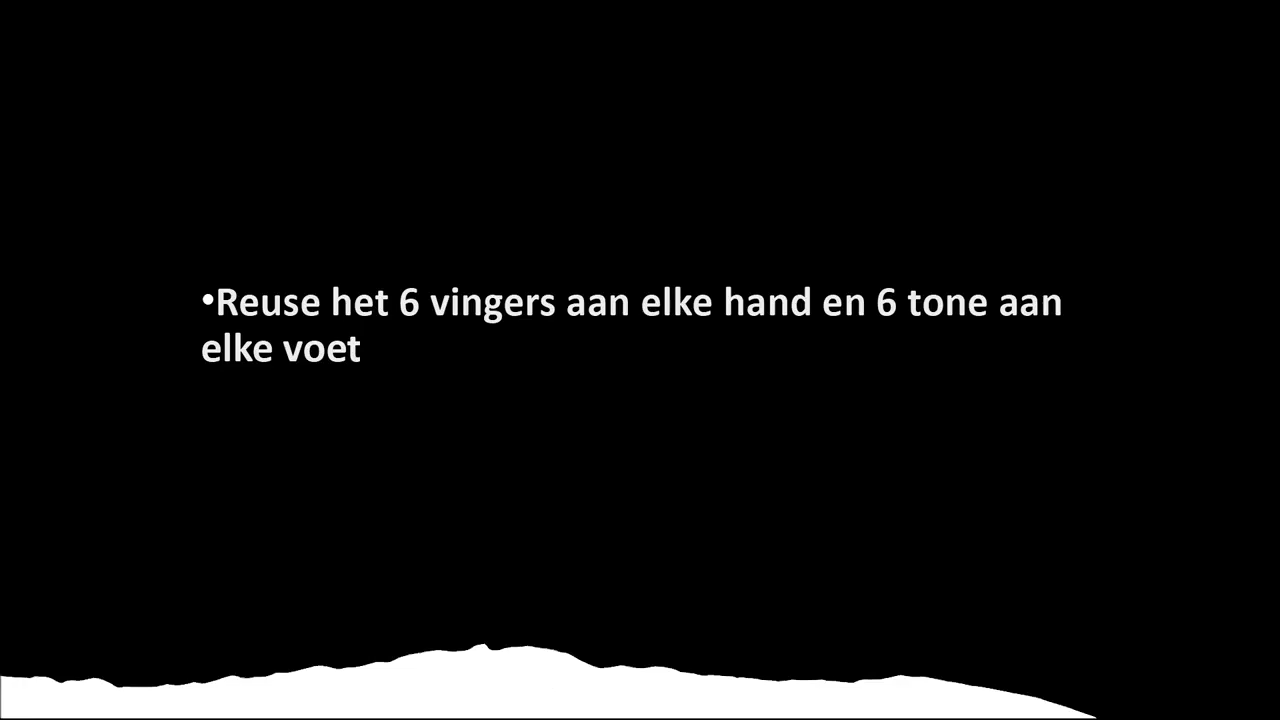 •Reuse het 6 vingers aan elke hand en 6 tone aan
elke voet